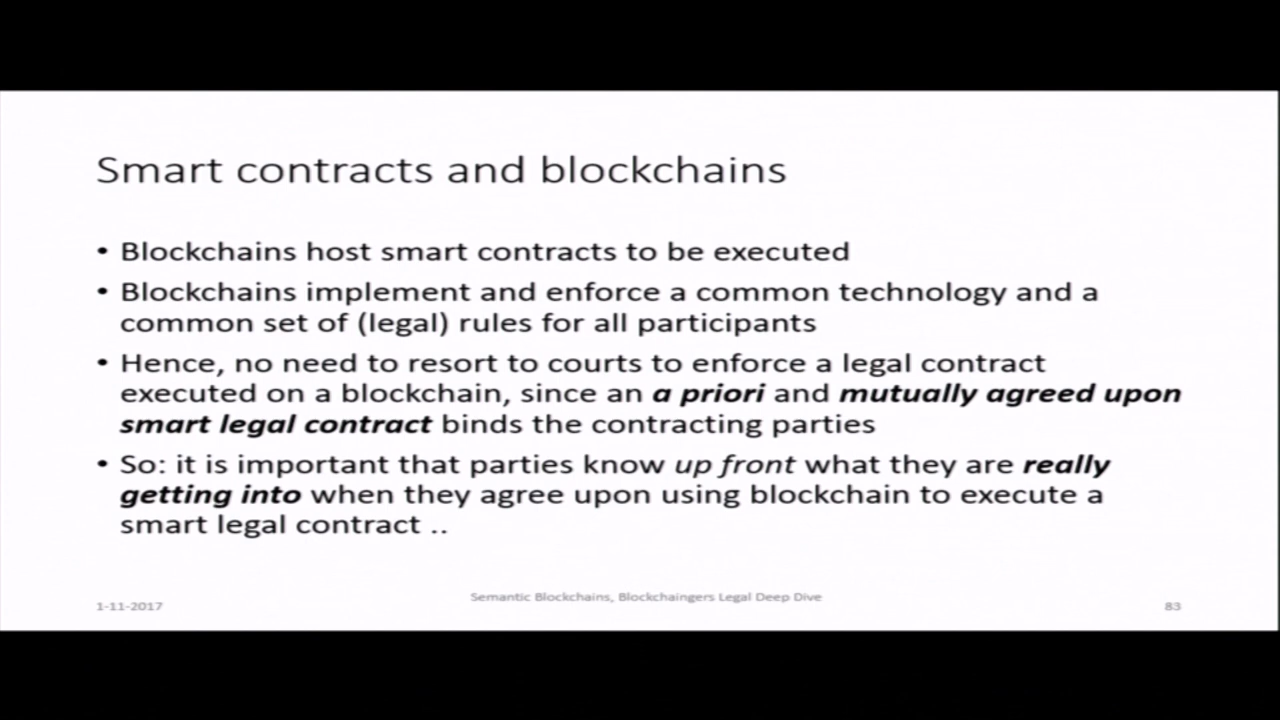 Smart contracts and blockchains
• Blockchains host smart contracts to be executed
• Blockchains implement and enforce a common technology and a
common set of (legal) rules for all participants
• Hence, no need to resort to courts to enforce a legal contract
executed on a blockchain, since an a priori and mutually agreed upon
smart legal contract binds the contracting parties
• So: it is important that parties know up front what they are really
getting into when they agree upon using blockchain to execute a
smart legal contract ..
1-11-2017
Semantic Blockchains, Blockchaingers Legal Deep Dive
83